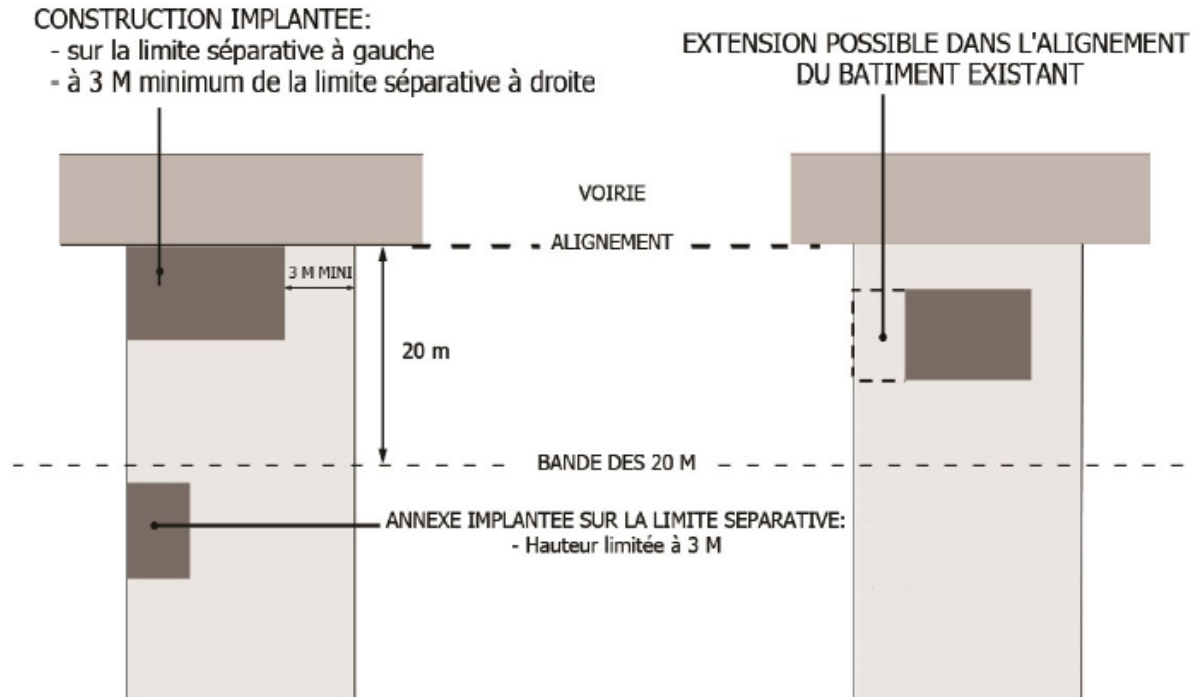 CONSTRUCTION IMPLANTEE:
- sur la limite séparative à gauche
- à 3 M minimum de la limite séparative à droite
EXTENSION POSSIBLE DANS L'ALIGNEMENT
DU BATIMENT EXISTANT
VOIRIE
ALIGNEMENT
3 M MINI
20 m
BANDE DES 20 M
ANNEXE IMPLANTEE SUR LA LIMITE SEPARATIVE:
- Hauteur limitée à 3 M